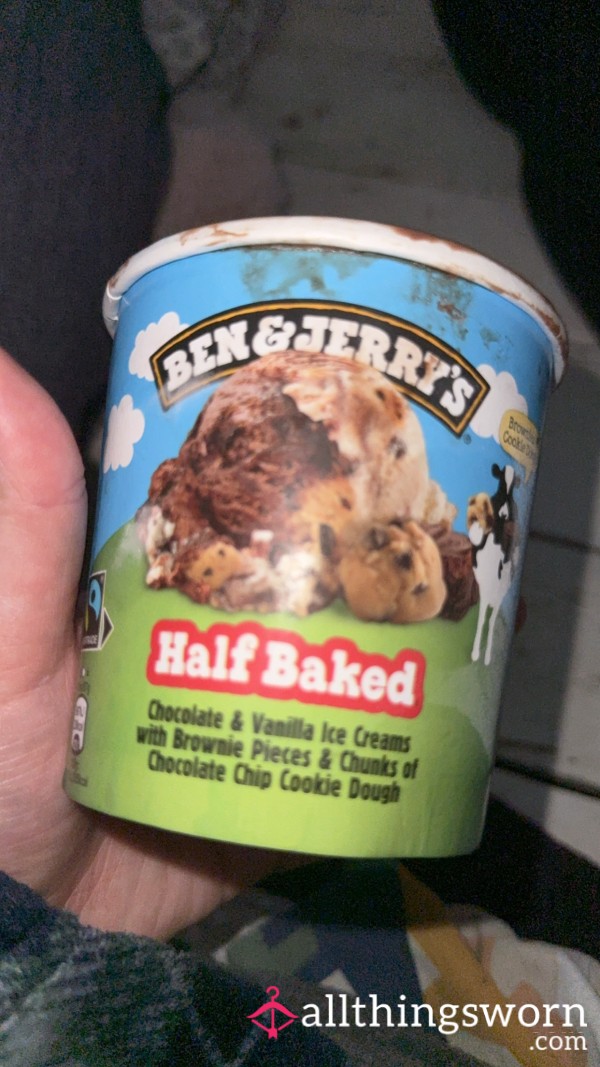 BEN & JERRY'S
Half Baked
Chocolate & Vanilla Ice Creams
with Brownie Pieces & Chunks of
Chocolate Chip Cookie Dough
allthingsworn
.com